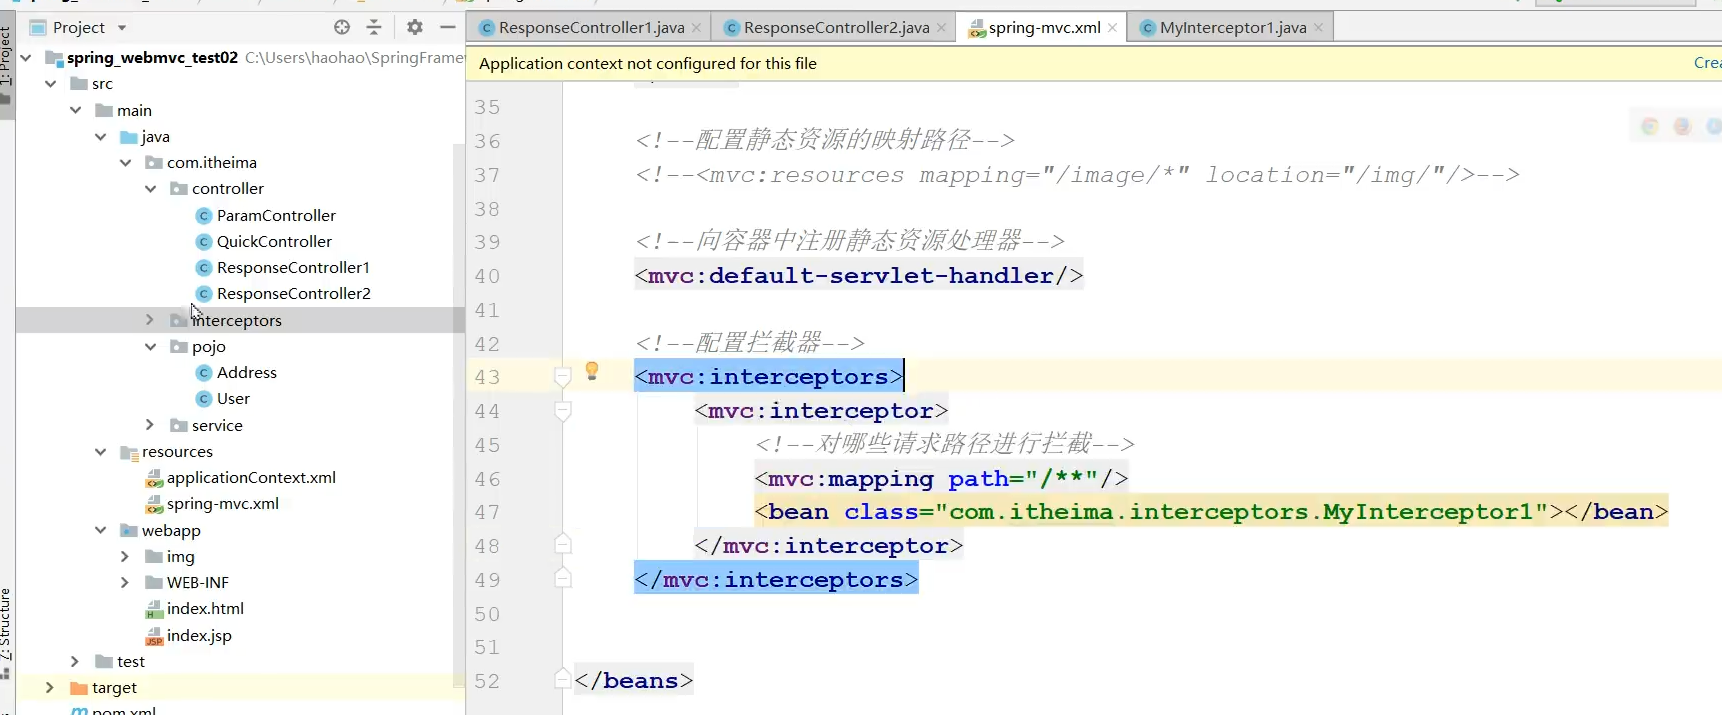 Project
ResponseController1.java
ResponseController2.java
spring-mvc.xml
MyInterceptor1.java
1: Project
spring_webmvc_test02 C:\Users\haohao\SpringFrame
src
main
java
com.itheima
controller
ParamController
QuickController
ResponseController1
ResponseController2
interceptors
pojo
Address
User
service
resources
applicationContext.xml
spring-mvc.xml
webapp
img
WEB-INF
index.html
index.jsp
test
target
pom.xml
Z: Structure
Application context not configured for this file
Crea
35
36 <!--配置静态资源的映射路径-->
37 <!--<mvc:resources mapping="/image/*" location="/img/"/>-->
38
39 <!--向容器中注册静态资源处理器-->
40 <mvc:default-servlet-handler/>
41
42 <!--配置拦截器-->
43 <mvc:interceptors>
44 <mvc:interceptor>
45 <!--对哪些请求路径进行拦截-->
46 <mvc:mapping path="/**"/>
47 <bean class="com.itheima.interceptors.MyInterceptor1"></bean>
48 </mvc:interceptor>
49 </mvc:interceptors>
50
51
52 </beans>